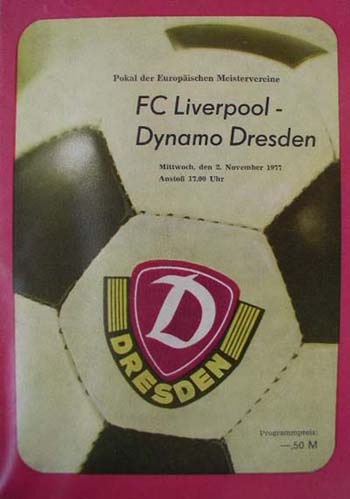 Pokal der Europäischen Meistervereine
FC Liverpool -
Dynamo Dresden
Mittwoch, den 2. November 1977
Anstoß 17.00 Uhr
D
DRESDEN
Programmpreis:
—,50 M